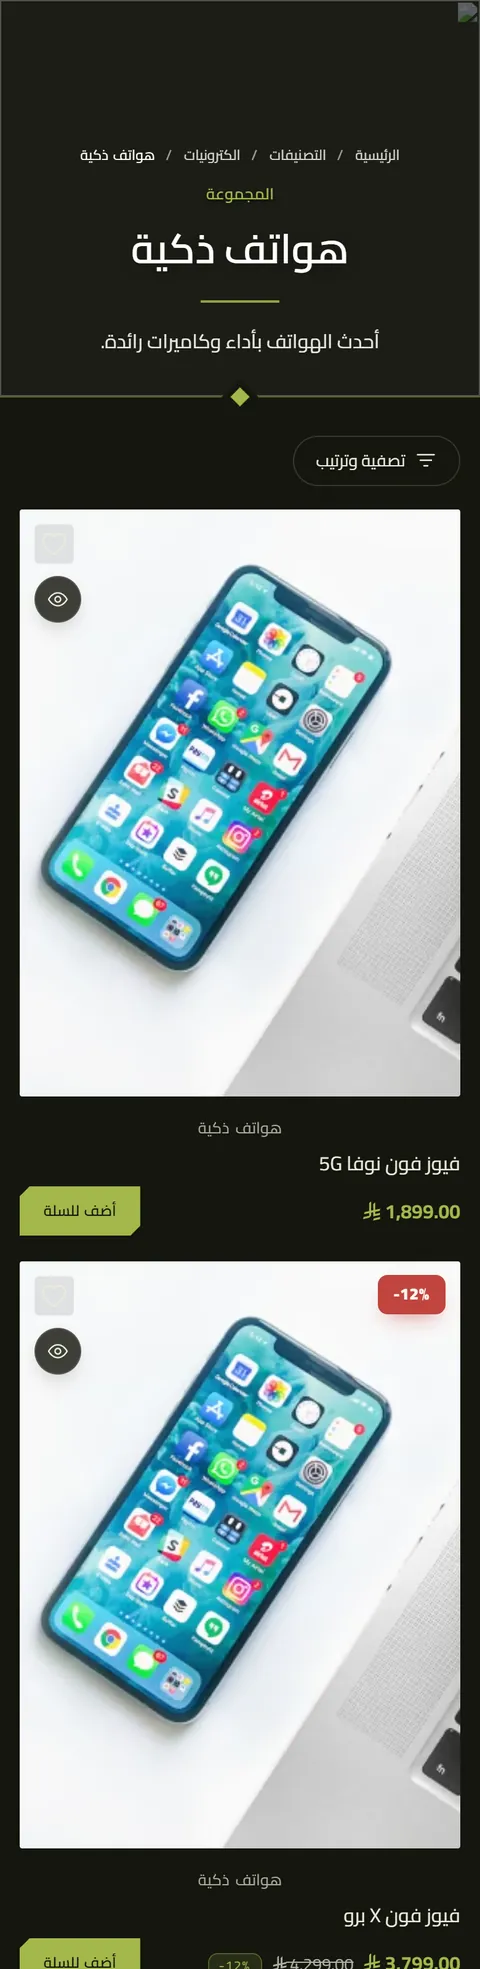 الرئيسية / التصنيفات / الكترونيات / هواتف ذكية
المجموعة
هواتف ذكية
أحدث الهواتف بأداء وكاميرات رائدة.
تصفية وترتيب
fn
هواتف ذكية
فيوز فون نوفا 5G
1,899.00
أضف للسلة
-12%
fn
هواتف ذكية
فيوز فون X برو
3,799.00 4,299.00 -12%
أضف للسلة